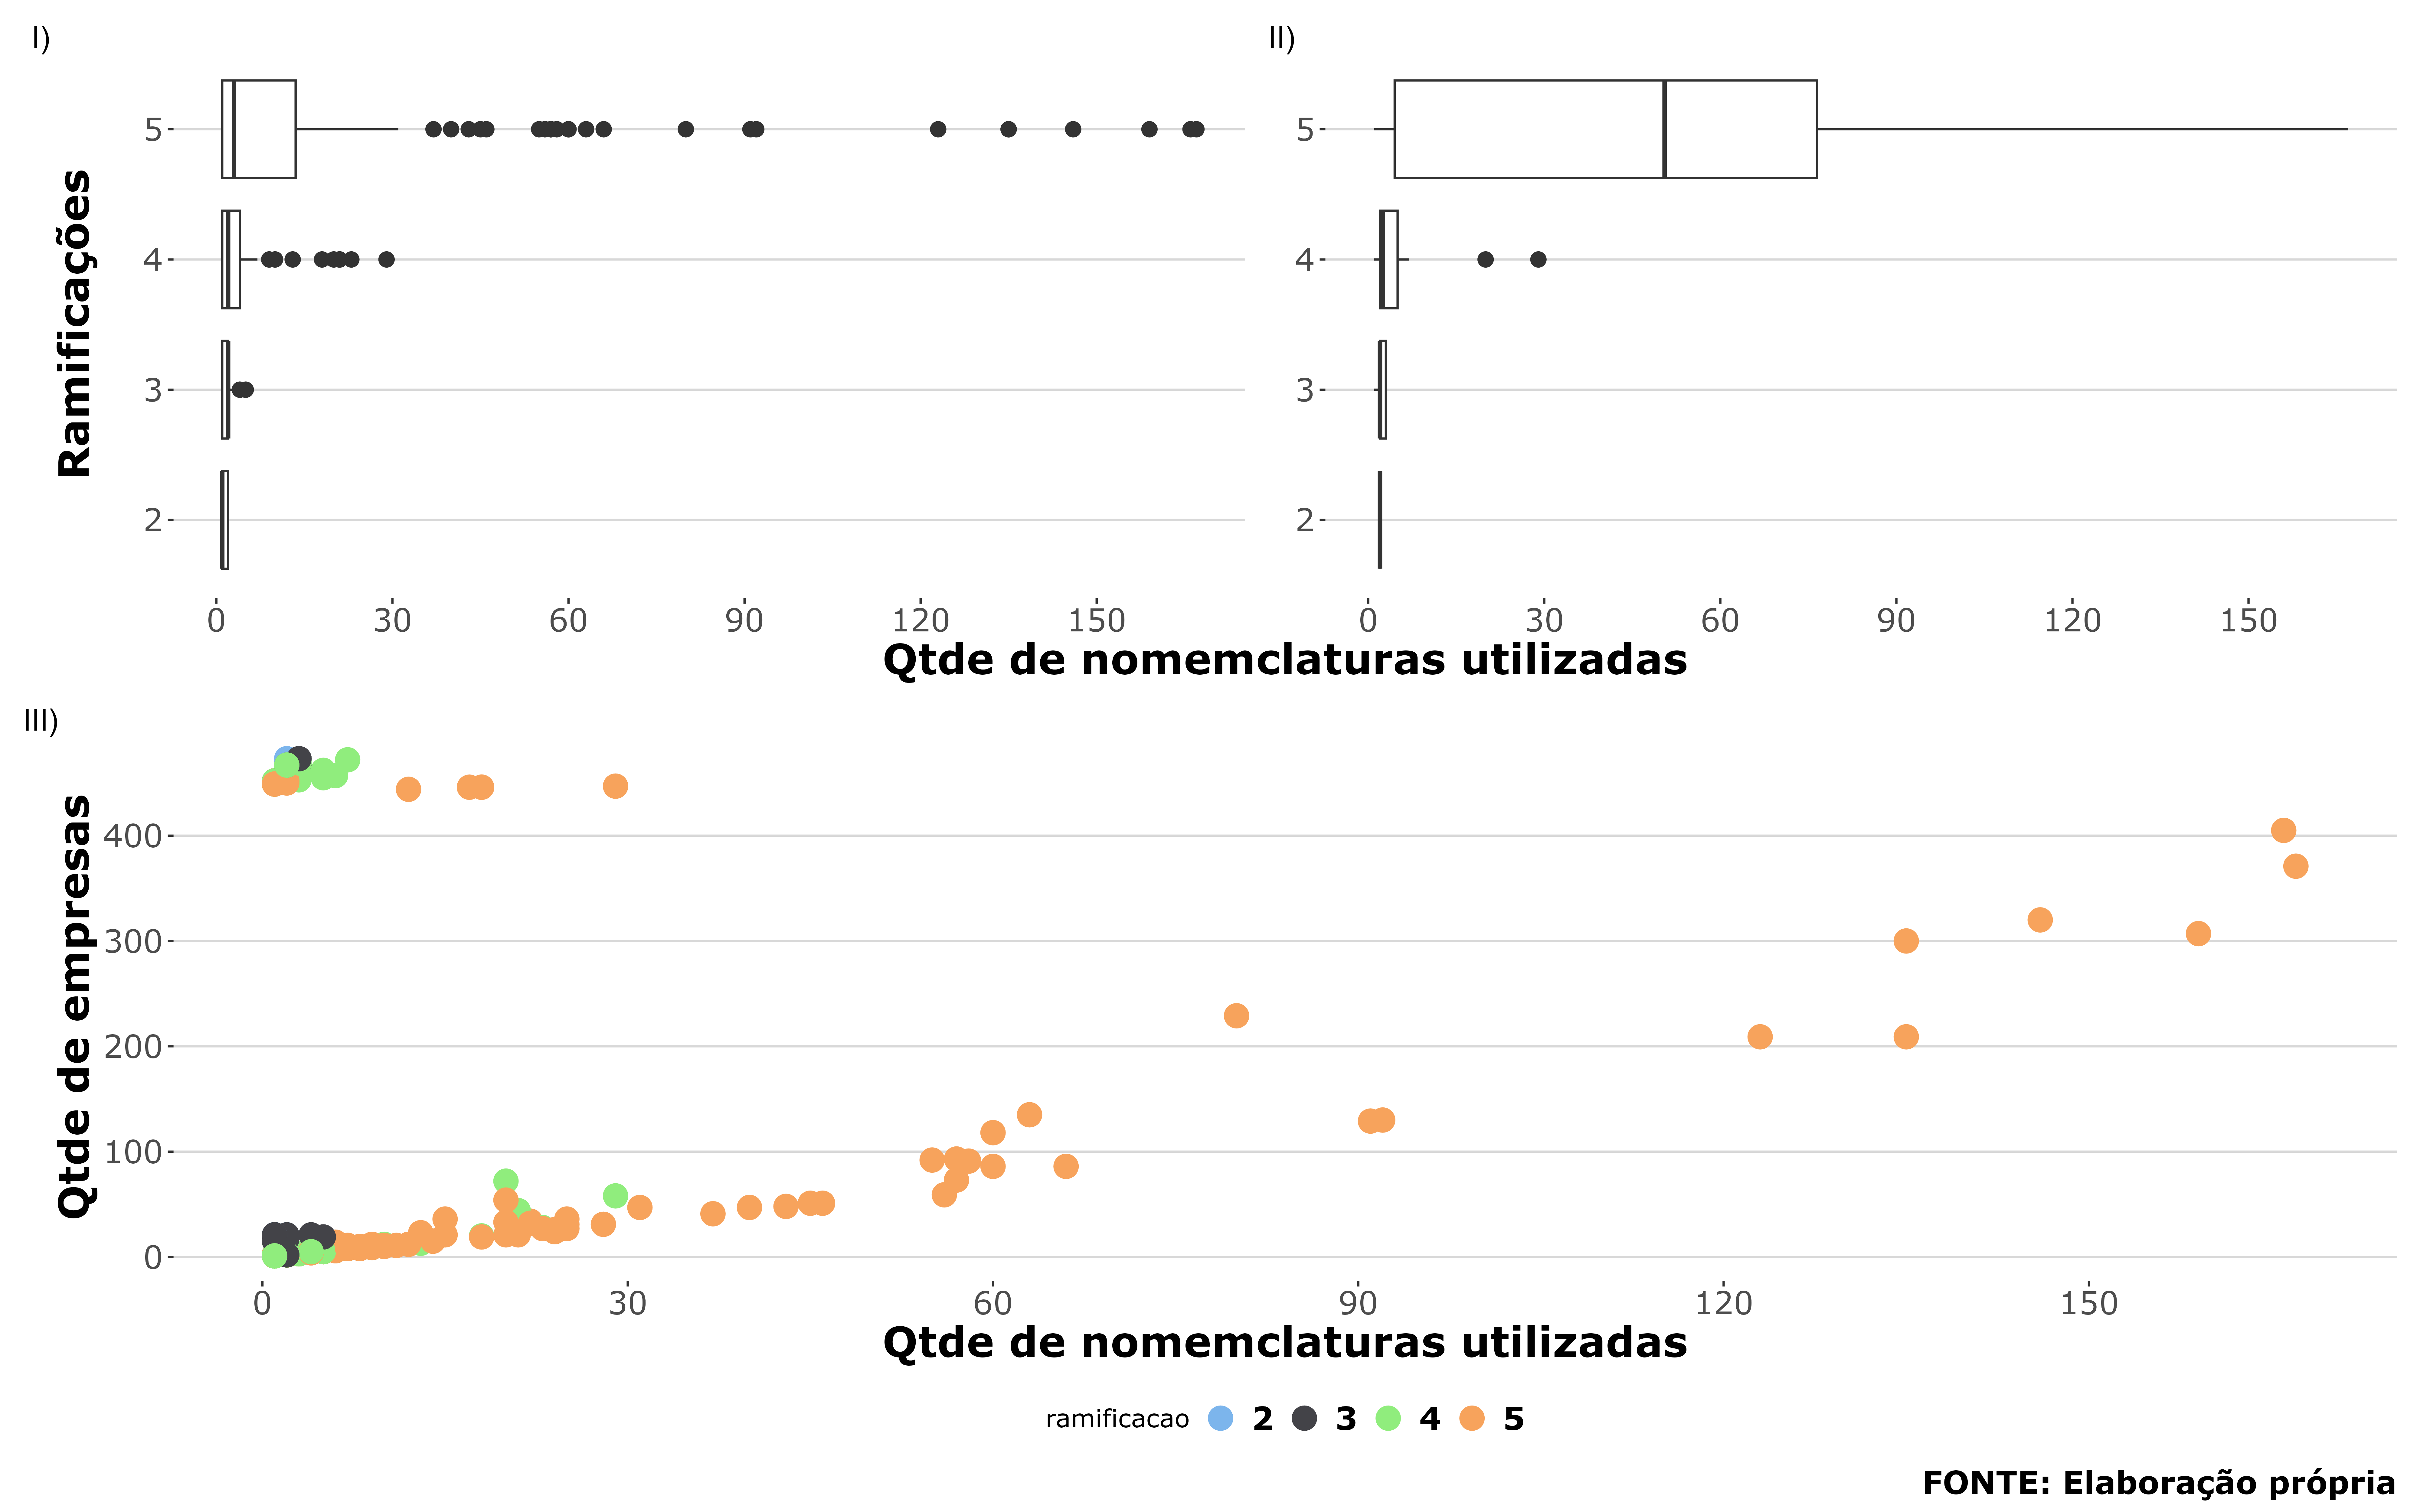 I)
II)
5
4
3
2
Ramificações
0 30 60 90 120 150
5
4
3
2
0 30 60 90 120 150
Qtde de nomemclaturas utilizadas
III)
400
300
200
100
0
Qtde de empresas
0 30 60 90 120 150
Qtde de nomemclaturas utilizadas
ramificacao 2 3 4 5
FONTE: Elaboração própria